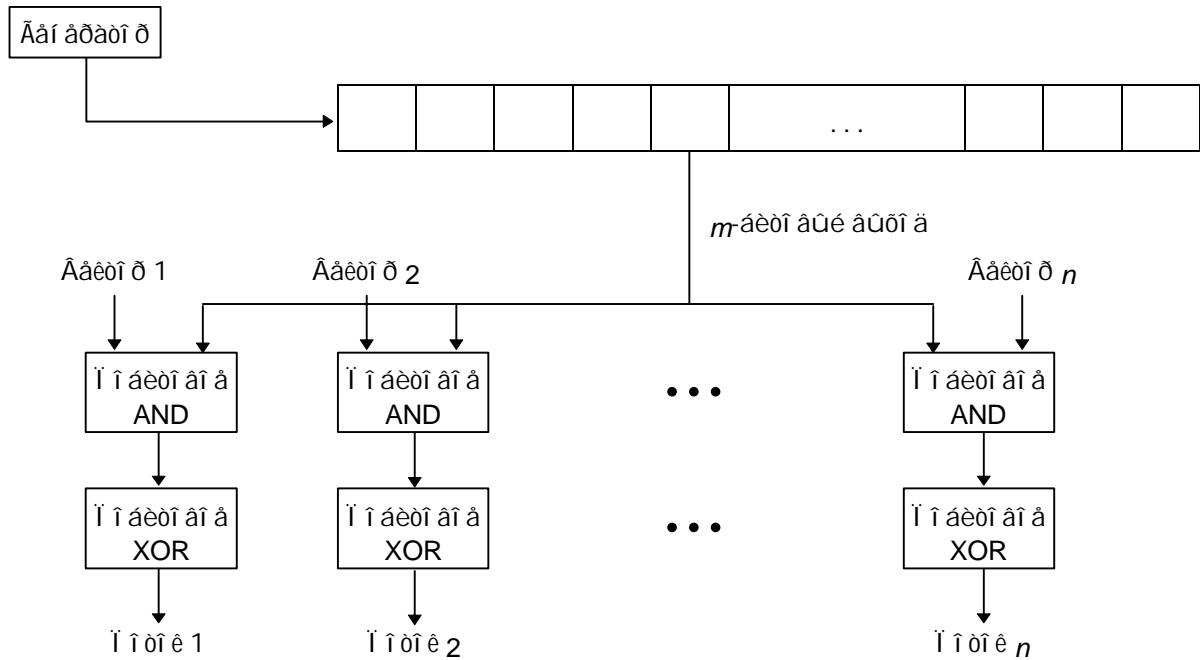 Ãåí åðàòî ð
. . .
m-áèòî âûé âûõî ä
Âåêòî ð 1
Âåêòî ð 2
Âåêòî ð n
Ï î áèòî âî å
AND
Ï î áèòî âî å
AND
Ï î áèòî âî å
AND
Ï î áèòî âî å
XOR
Ï î áèòî âî å
XOR
Ï î áèòî âî å
XOR
Ï î òî ê 1
Ï î òî ê 2
Ï î òî ê n